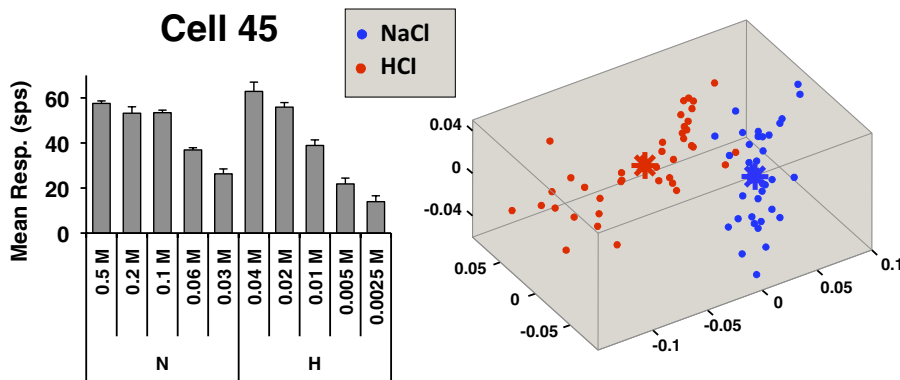 Cell 45
Mean Resp. (sps)
60
40
20
0
0.5 M
0.2 M
0.1 M
0.06 M
0.03 M
0.04 M
0.02 M
0.01 M
0.005 M
0.0025 M
N
H
NaCl
HCl
0.04
0
-0.04
0.05
0
-0.05
-0.1
-0.05
0
0.05
0.1